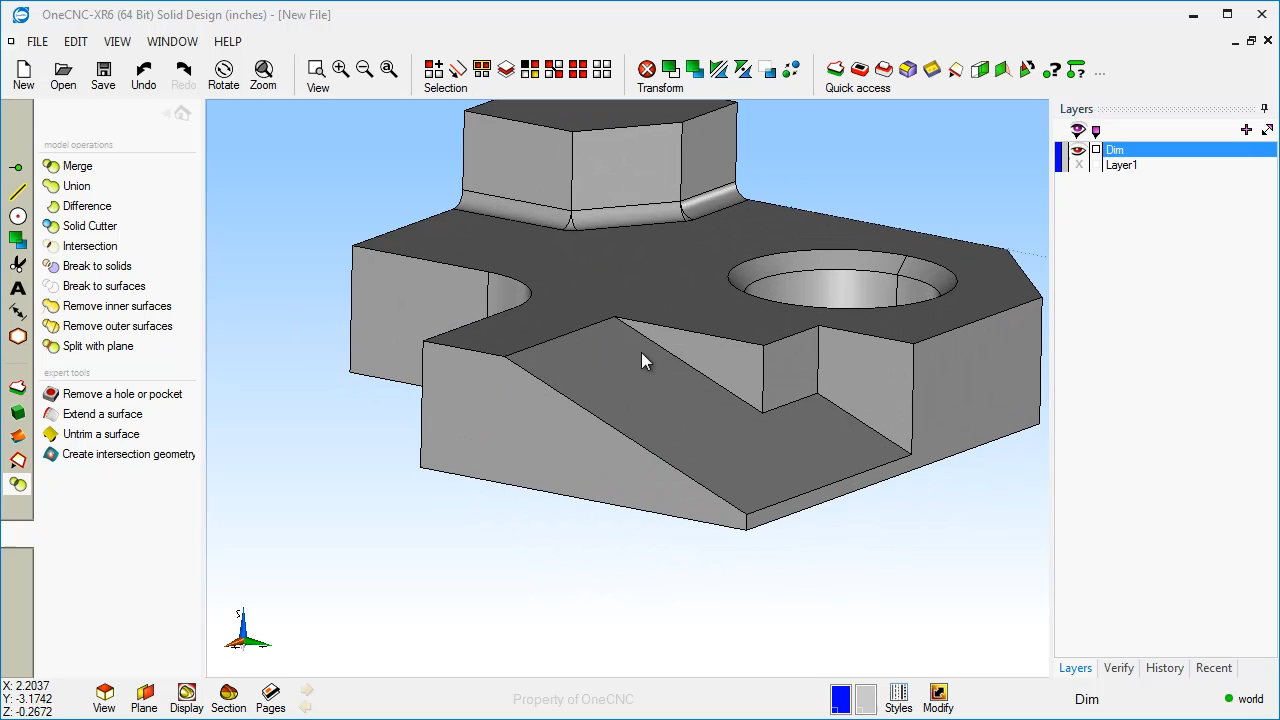 OneCNC-XR6 (64 Bit) Solid Design (inches) - [New File]
FILE EDIT VIEW WINDOW HELP
New Open Save Undo Redo Rotate Zoom View Selection Transform Quick access ...
model operations
Merge
Union
Difference
Solid Cutter
Intersection
Break to solids
Break to surfaces
Remove inner surfaces
Remove outer surfaces
Split with plane
expert tools
Remove a hole or pocket
Extend a surface
Untrim a surface
Create intersection geometry
Layers
Dim
X Layer1
Layers Verify History Recent
X: 2.2037
Y: -3.1742
Z: -0.2672
View Plane Display Section Pages Property of OneCNC Styles Modify Dim world